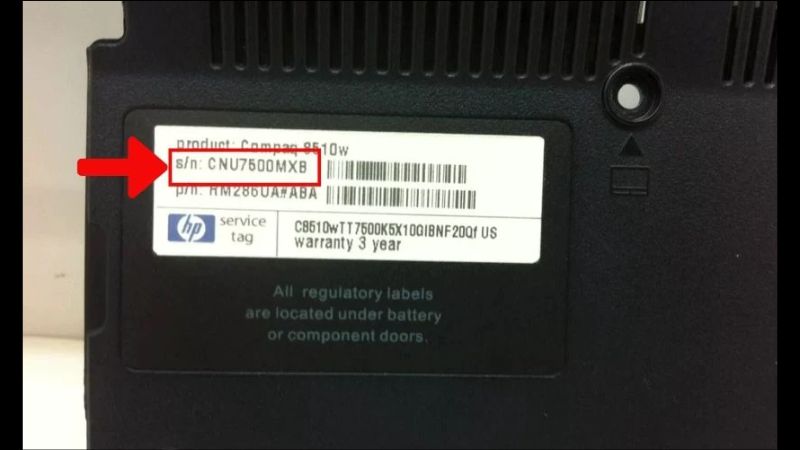 product: Compaq 8510w
s/n: CNU7500MXB
p/n: RM286UA#ABA
hp
service
tag
C8510wTT7500K5X10GIBNF20Qf US
warranty 3 year
All regulatory labels
are located under battery
or component doors.